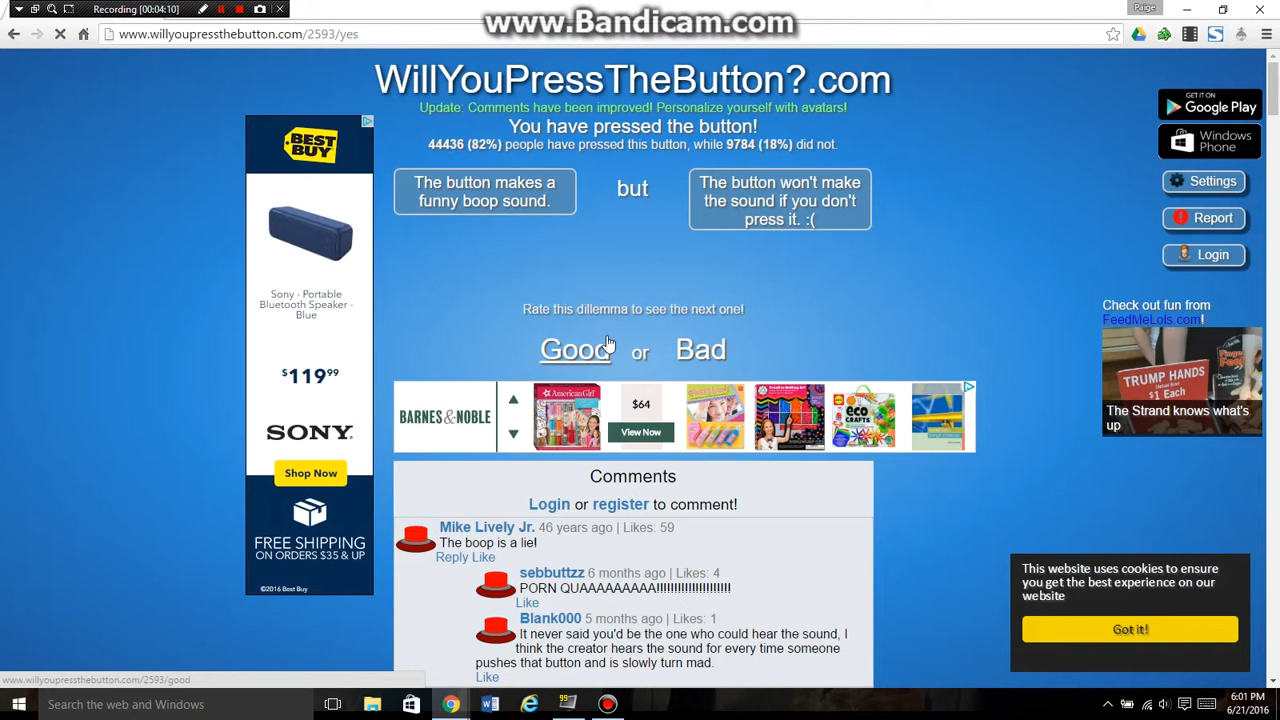 Recording [00:04:10]
www.Bandicam.com
Paige
www.willyoupressthebutton.com/2593/yes
WillYouPressTheButton?.com
Update: Comments have been improved! Personalize yourself with avatars!
You have pressed the button!
44436 (82%) people have pressed this button, while 9784 (18%) did not.
The button makes a
funny boop sound.
but
The button won't make
the sound if you don't
press it. :(
Rate this dillemma to see the next one!
Good or Bad
BEST
BUY
Sony - Portable
Bluetooth Speaker -
Blue
$119.99
SONY
Shop Now
FREE SHIPPING
ON ORDERS $35 & UP
©2016 Best Buy
GET IT ON
Google Play
Windows
Phone
Settings
Report
Login
Check out fun from
FeedMeLols.com!
TRUMP HANDS
$1 Each
The Strand knows what's
up
BARNES&NOBLE
American Girl
$64
View Now
eco
CRAFTS
Comments
Login or register to comment!
Mike Lively Jr. 46 years ago | Likes: 59
The boop is a lie!
Reply Like
sebbuttzz 6 months ago | Likes: 4
PORN QUAAAAAAAAA!!!!!!!!!!!!!!!!!!!!!
Like
Blank000 5 months ago | Likes: 1
It never said you'd be the one who could hear the sound, I
think the creator hears the sound for every time someone
pushes that button and is slowly turn mad.
Like
This website uses cookies to ensure
you get the best experience on our
website
Got it!
www.willyoupressthebutton.com/2593/good
Search the web and Windows
99
6:01 PM
6/21/2016